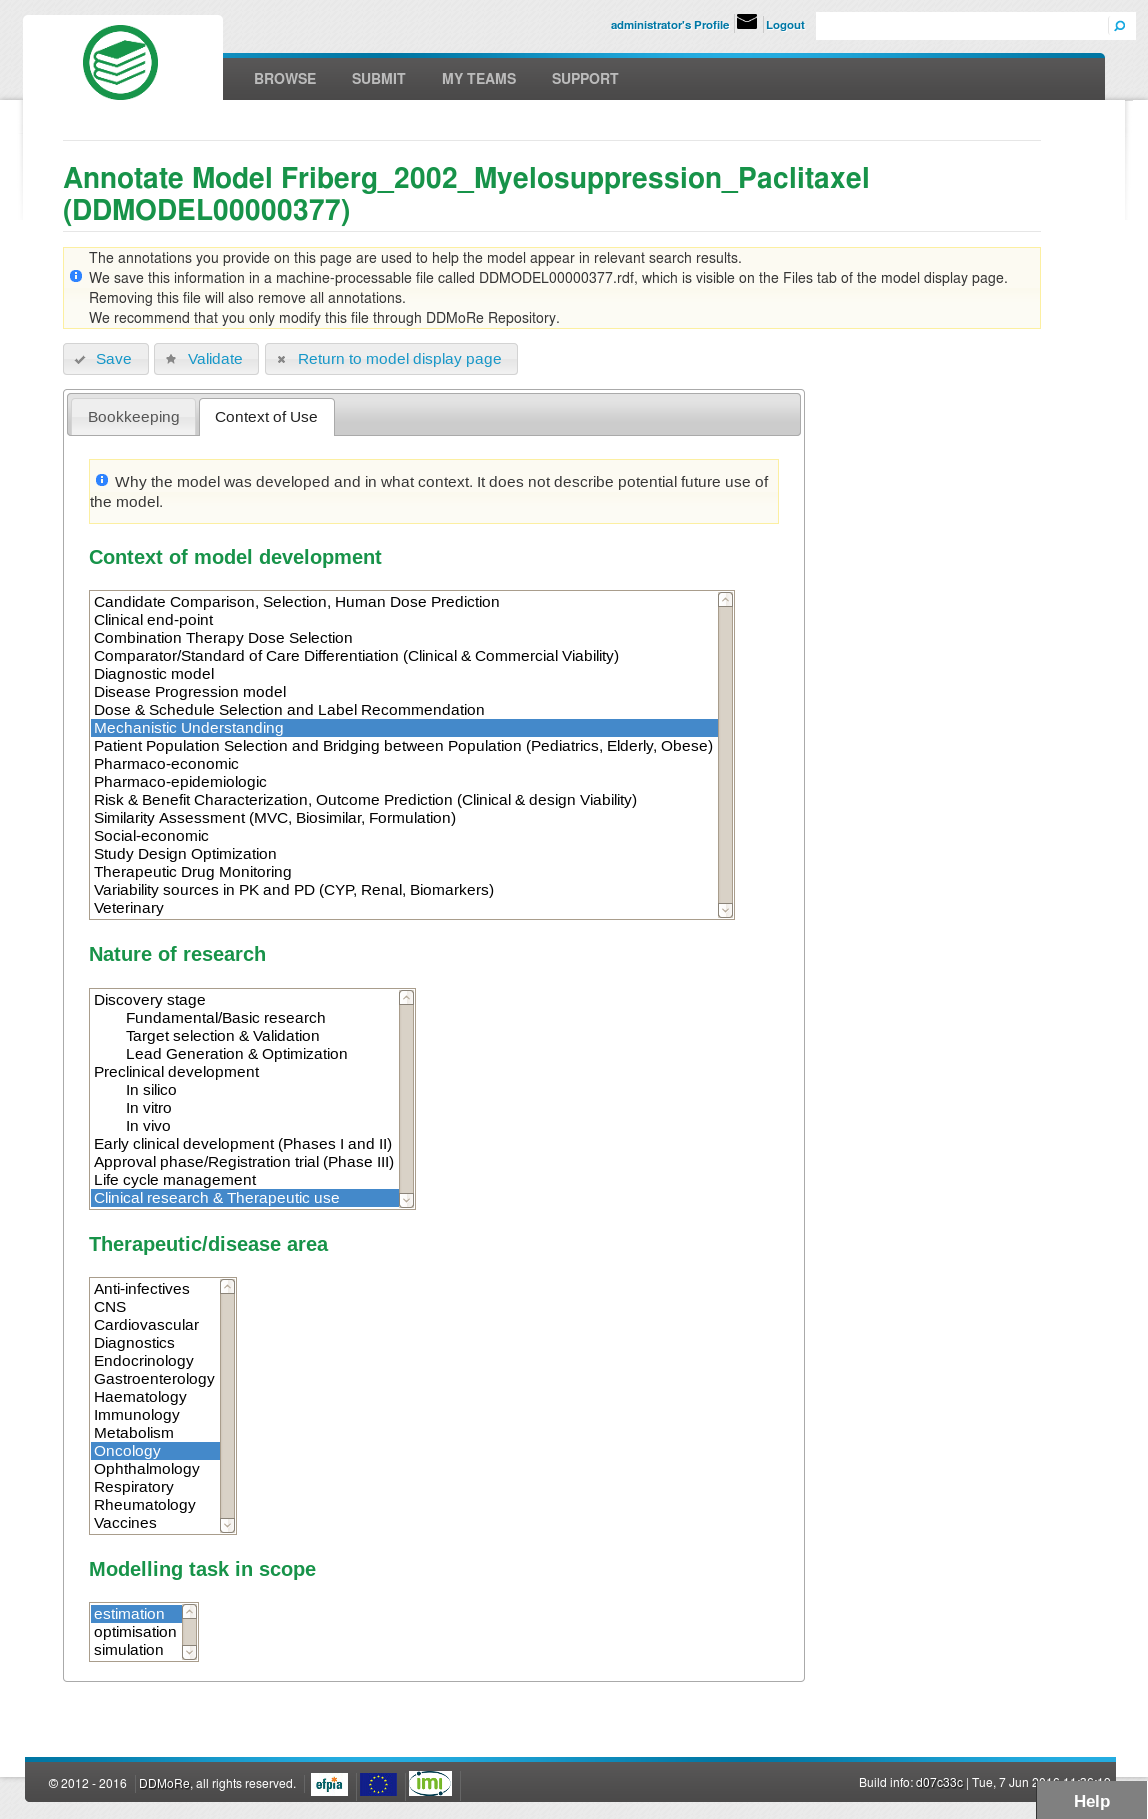 administrator's Profile
Logout
BROWSE SUBMIT MY TEAMS SUPPORT
Annotate Model Friberg_2002_Myelosuppression_Paclitaxel
(DDMODEL00000377)
The annotations you provide on this page are used to help the model appear in relevant search results.
We save this information in a machine-processable file called DDMODEL00000377.rdf, which is visible on the Files tab of the model display page.
Removing this file will also remove all annotations.
We recommend that you only modify this file through DDMoRe Repository.
Save Validate Return to model display page
Bookkeeping Context of Use
Why the model was developed and in what context. It does not describe potential future use of
the model.
Context of model development
Candidate Comparison, Selection, Human Dose Prediction
Clinical end-point
Combination Therapy Dose Selection
Comparator/Standard of Care Differentiation (Clinical & Commercial Viability)
Diagnostic model
Disease Progression model
Dose & Schedule Selection and Label Recommendation
Mechanistic Understanding
Patient Population Selection and Bridging between Population (Pediatrics, Elderly, Obese)
Pharmaco-economic
Pharmaco-epidemiologic
Risk & Benefit Characterization, Outcome Prediction (Clinical & design Viability)
Similarity Assessment (MVC, Biosimilar, Formulation)
Social-economic
Study Design Optimization
Therapeutic Drug Monitoring
Variability sources in PK and PD (CYP, Renal, Biomarkers)
Veterinary
Nature of research
Discovery stage
Fundamental/Basic research
Target selection & Validation
Lead Generation & Optimization
Preclinical development
In silico
In vitro
In vivo
Early clinical development (Phases I and II)
Approval phase/Registration trial (Phase III)
Life cycle management
Clinical research & Therapeutic use
Therapeutic/disease area
Anti-infectives
CNS
Cardiovascular
Diagnostics
Endocrinology
Gastroenterology
Haematology
Immunology
Metabolism
Oncology
Ophthalmology
Respiratory
Rheumatology
Vaccines
Modelling task in scope
estimation
optimisation
simulation
© 2012 - 2016 DDMoRe, all rights reserved. efpia imi
Build info: d07c33c | Tue, 7 Jun
Help